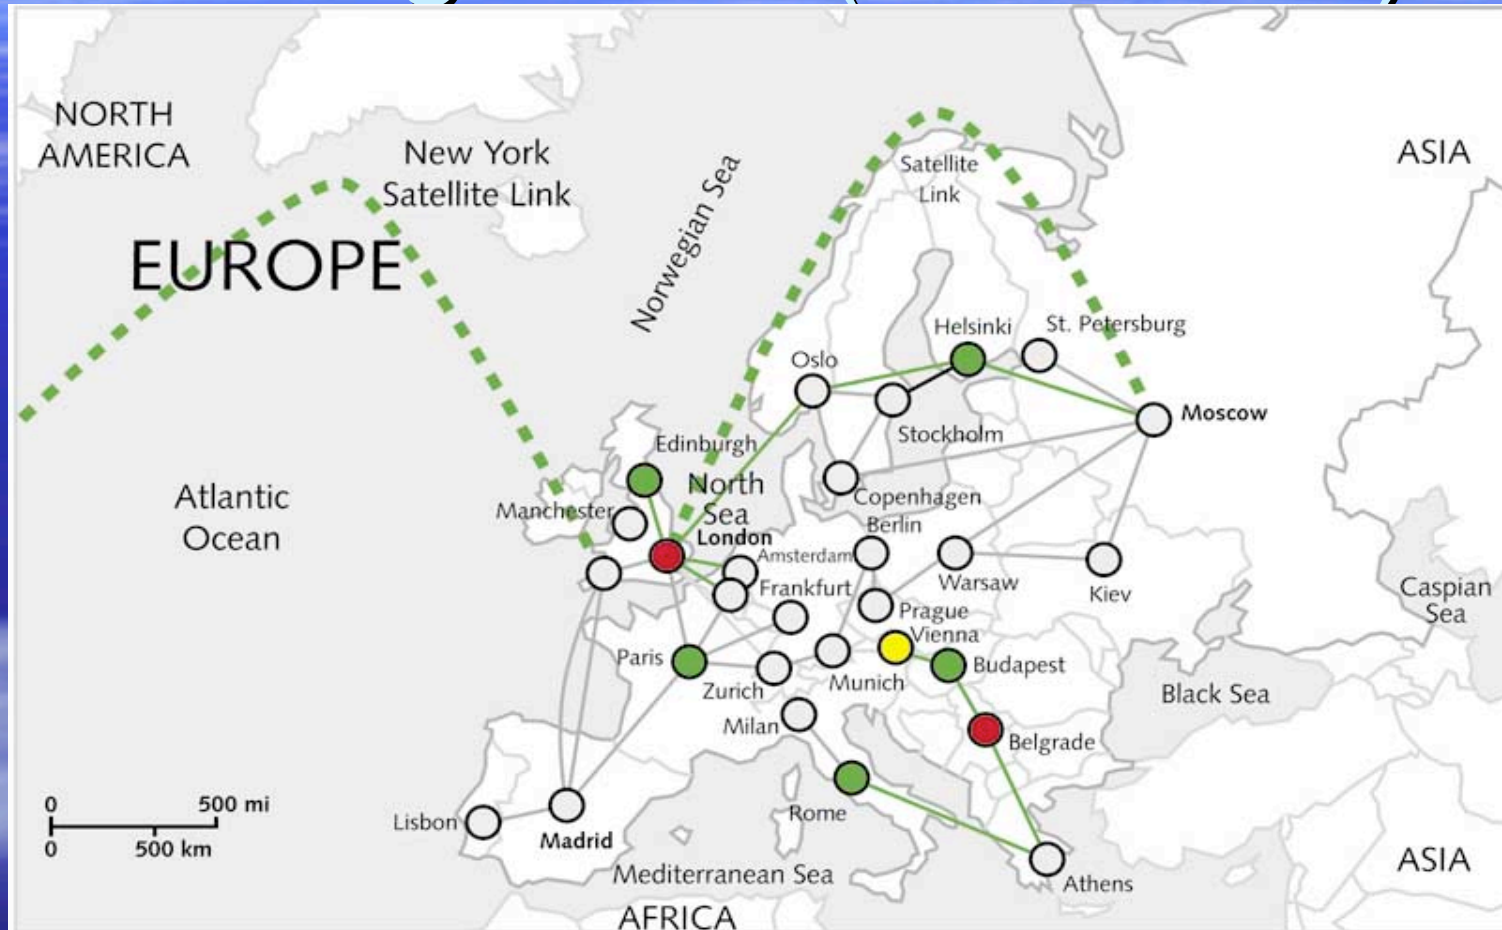 NORTH
AMERICA
New York
Satellite Link
EUROPE
Norwegian Sea
Satellite
Link
ASIA
Helsinki
St. Petersburg
Oslo
Moscow
Stockholm
Edinburgh
North
Sea
Copenhagen
Atlantic
Ocean
Manchester
London
Berlin
Amsterdam
Frankfurt
Warsaw
Kiev
Caspian
Sea
Prague
Vienna
Paris
Budapest
Zurich
Munich
Black Sea
Milan
Belgrade
0
500 mi
0
500 km
Lisbon
Madrid
Rome
Mediterranean Sea
Athens
ASIA
AFRICA